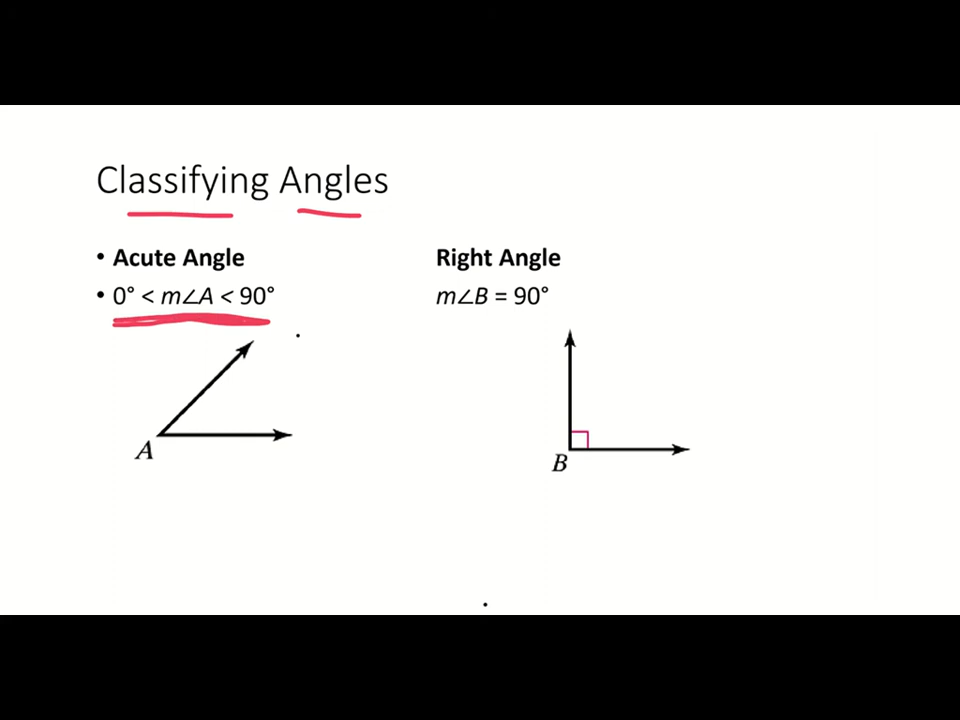 Classifying Angles
• Acute Angle
• 0° < m∠A < 90°
Right Angle
m∠B = 90°
A
B